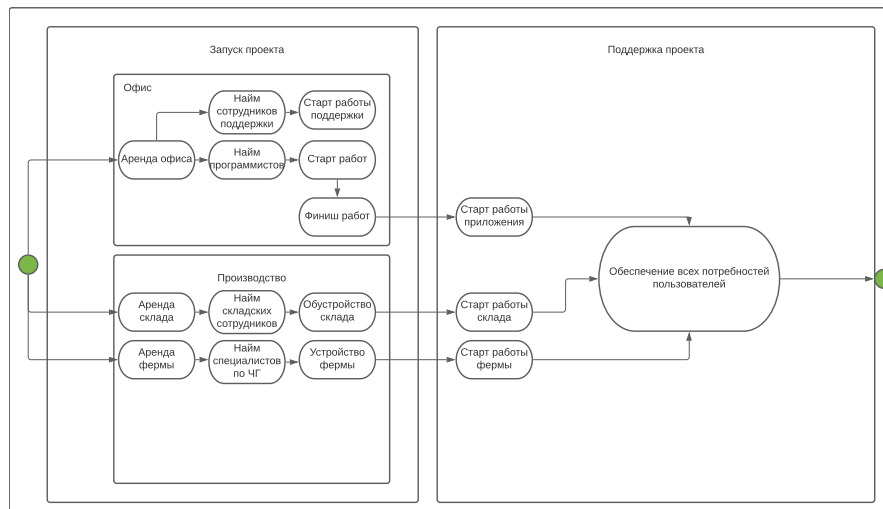 Запуск проекта
Поддержка проекта
Офис
Найм
сотрудников
поддержки
Старт работы
поддержки
Аренда офиса
Найм
программистов
Старт работ
Финиш работ
Старт работы
приложения
Обеспечение всех потребностей
пользователей
Производство
Аренда
склада
Найм
складских
сотрудников
Обустройство
склада
Старт работы
склада
Аренда
фермы
Найм
специалистов
по ЧГ
Устройство
фермы
Старт работы
фермы